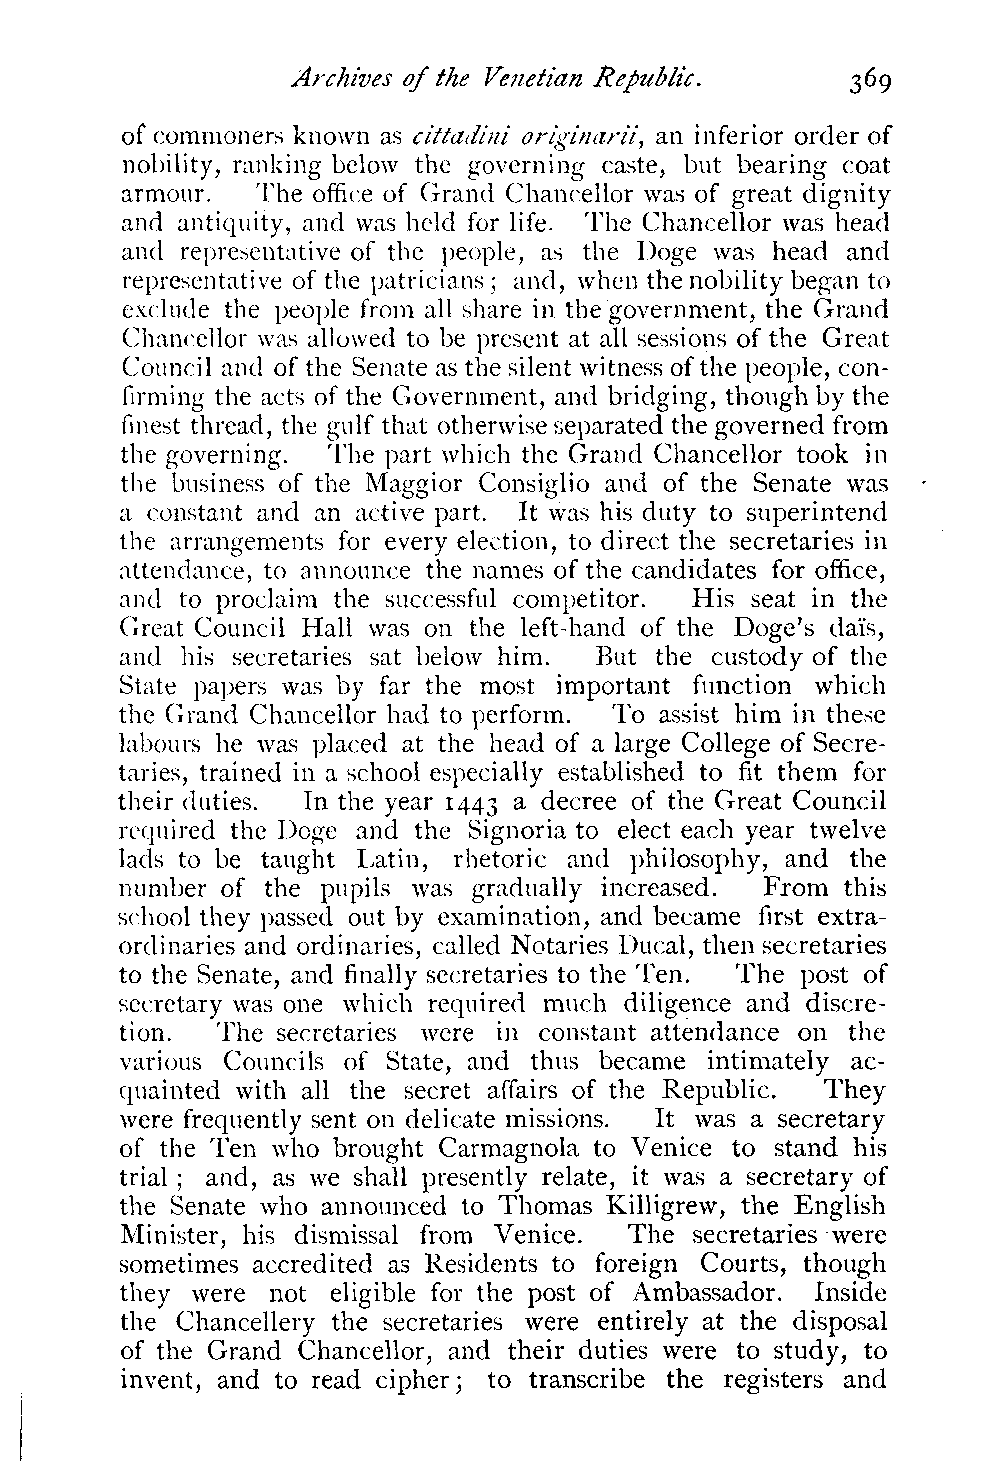 Archives of the Venetian Republic. 369
of commoners known as cittadini originarii, an inferior order of
nobility, ranking below the governing caste, but bearing coat
armour. The office of Grand Chancellor was of great dignity
and antiquity, and was held for life. The Chancellor was head
and representative of the people, as the Doge was head and
representative of the patricians; and, when the nobility began to
exclude the people from all share in the government, the Grand
Chancellor was allowed to be present at all sessions of the Great
Council and of the Senate as the silent witness of the people, con-
firming the acts of the Government, and bridging, though by the
finest thread, the gulf that otherwise separated the governed from
the governing. The part which the Grand Chancellor took in
the business of the Maggior Consiglio and of the Senate was
a constant and an active part. It was his duty to superintend
the arrangements for every election, to direct the secretaries in
attendance, to announce the names of the candidates for office,
and to proclaim the successful competitor. His seat in the
Great Council Hall was on the left-hand of the Doge's daïs,
and his secretaries sat below him. But the custody of the
State papers was by far the most important function which
the Grand Chancellor had to perform. To assist him in these
labours he was placed at the head of a large College of Secre-
taries, trained in a school especially established to fit them for
their duties. In the year 1443 a decree of the Great Council
required the Doge and the Signoria to elect each year twelve
lads to be taught Latin, rhetoric and philosophy, and the
number of the pupils was gradually increased. From this
school they passed out by examination, and became first extra-
ordinaries and ordinaries, called Notaries Ducal, then secretaries
to the Senate, and finally secretaries to the Ten. The post of
secretary was one which required much diligence and discre-
tion. The secretaries were in constant attendance on the
various Councils of State, and thus became intimately ac-
quainted with all the secret affairs of the Republic. They
were frequently sent on delicate missions. It was a secretary
of the Ten who brought Carmagnola to Venice to stand his
trial; and, as we shall presently relate, it was a secretary of
the Senate who announced to Thomas Killigrew, the English
Minister, his dismissal from Venice. The secretaries were
sometimes accredited as Residents to foreign Courts, though
they were not eligible for the post of Ambassador. Inside
the Chancellery the secretaries were entirely at the disposal
of the Grand Chancellor, and their duties were to study, to
invent, and to read cipher; to transcribe the registers and